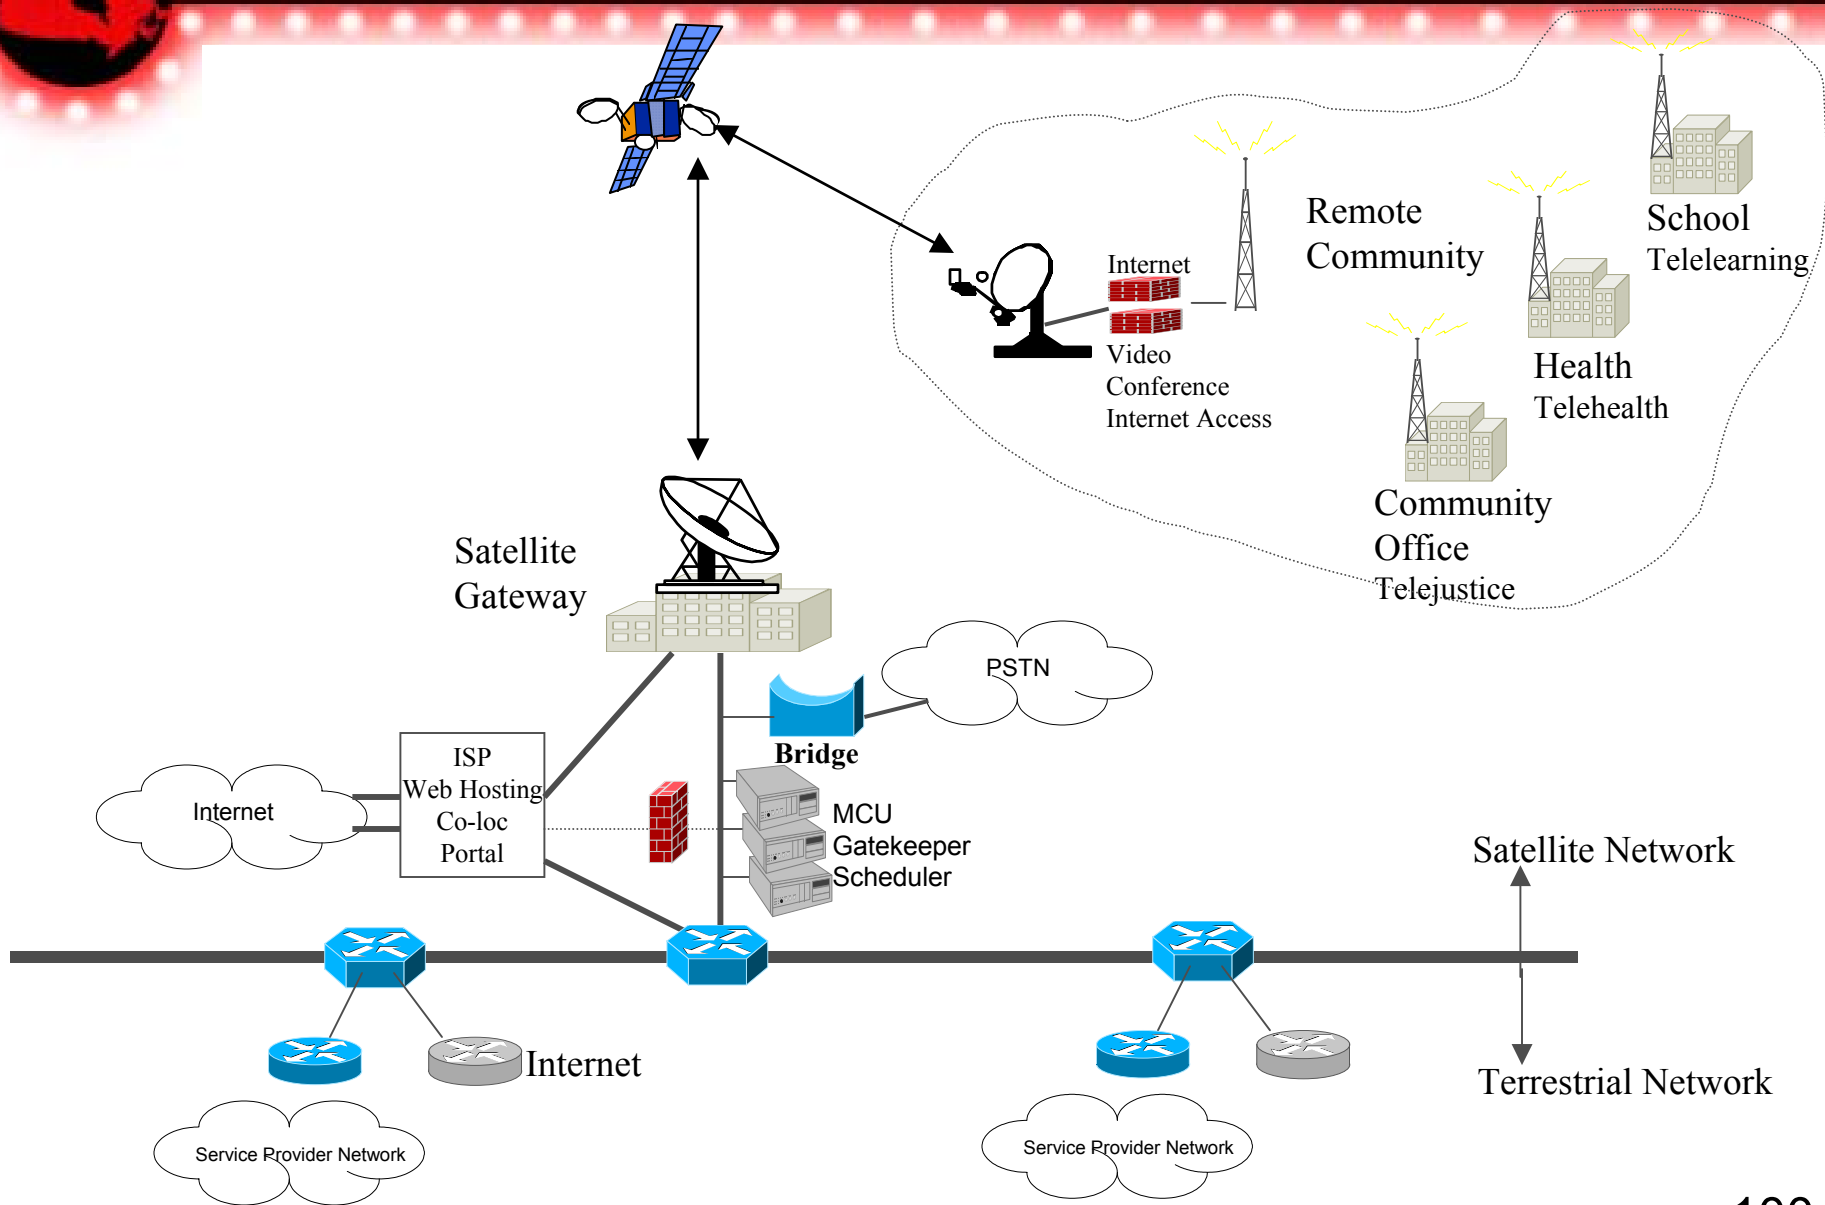 School
Telelearning
Remote
Community
Internet
Video
Conference
Internet Access
Health
Telehealth
Community
Office
Telejustice
Satellite
Gateway
PSTN
Bridge
ISP
Web Hosting
Co-loc
Portal
Internet
MCU
Gatekeeper
Scheduler
Satellite Network
Internet
Terrestrial Network
Service Provider Network
Service Provider Network